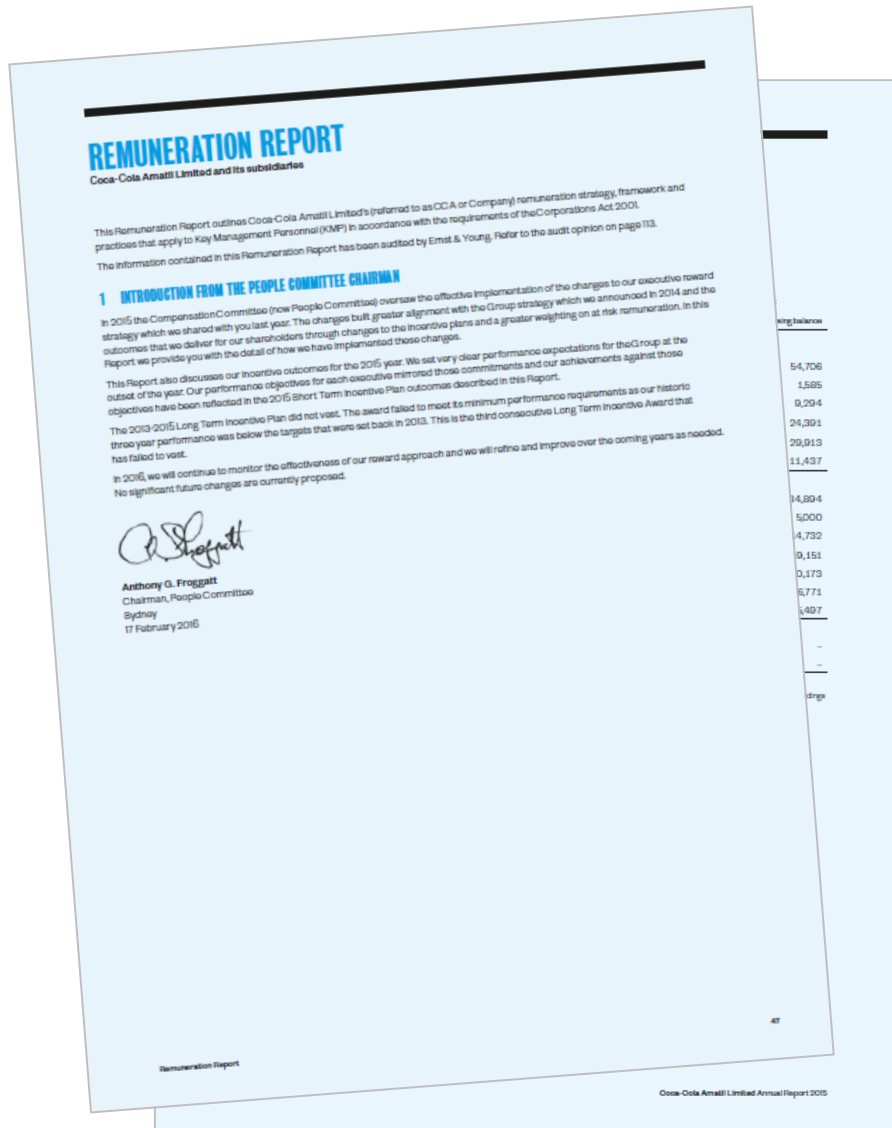 REMUNERATION REPORT
Coca-Cola Amatil Limited and its subsidiaries
This Remuneration Report outlines Coca-Cola Amatil Limited's (referred to as CCA or Company) remuneration strategy, framework and
practices that apply to Key Management Personnel (KMP) in accordance with the requirements of the Corporations Act 2001.
The information contained in this Remuneration Report has been audited by Ernst & Young. Refer to the audit opinion on page 113.
1 INTRODUCTION FROM THE PEOPLE COMMITTEE CHAIRMAN
In 2015 the Compensation Committee (now People Committee) oversaw the effective implementation of the changes to our executive reward
strategy which we shared with you last year. The changes built greater alignment with the Group strategy which we announced in 2014 and the
outcomes that we deliver for our shareholders through changes to the incentive plans and a greater weighting on at risk remuneration. In this
Report we provide you with the detail of how we have implemented these changes.
This Report also discusses our incentive outcomes for the 2015 year. We set very clear performance expectations for the Group at the
outset of the year. Our performance objectives for each executive mirrored those commitments and our achievements against those
objectives have been reflected in the 2015 Short Term Incentive Plan outcomes described in this Report.
The 2013-2015 Long Term Incentive Plan did not vest. The award failed to meet its minimum performance requirements as our historic
three year performance was below the targets that were set back in 2013. This is the third consecutive Long Term Incentive Award that
has failed to vest.
In 2016, we will continue to monitor the effectiveness of our reward approach and we will refine and improve over the coming years as needed.
No significant future changes are currently proposed.
Anthony G. Froggatt
Chairman, People Committee
Sydney
17 February 2016
47
Remuneration Report
balance
54,706
1,585
9,294
24,391
29,913
11,437
14,894
5,000
4,732
9,151
0,173
6,771
5,497
–
–
dings
Coca-Cola Amatil Limited Annual Report 2015